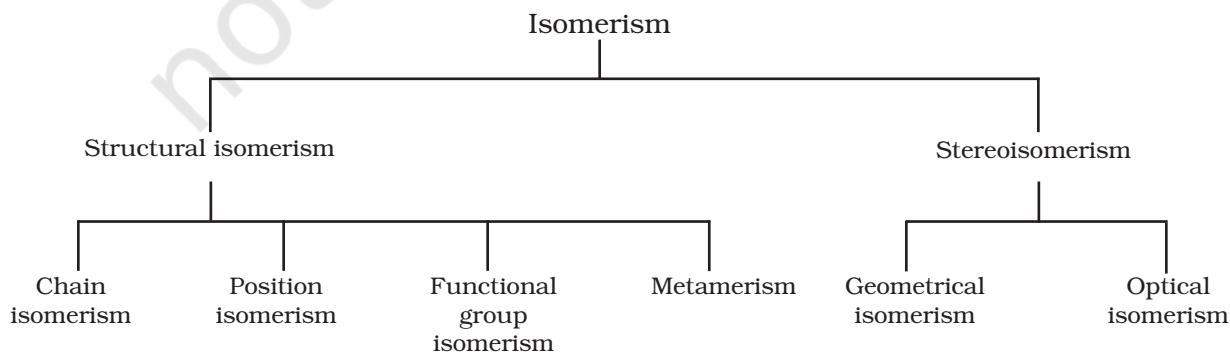 Isomerism
Structural isomerism
Stereoisomerism
Chain
isomerism
Position
isomerism
Functional
group
isomerism
Metamerism
Geometrical
isomerism
Optical
isomerism